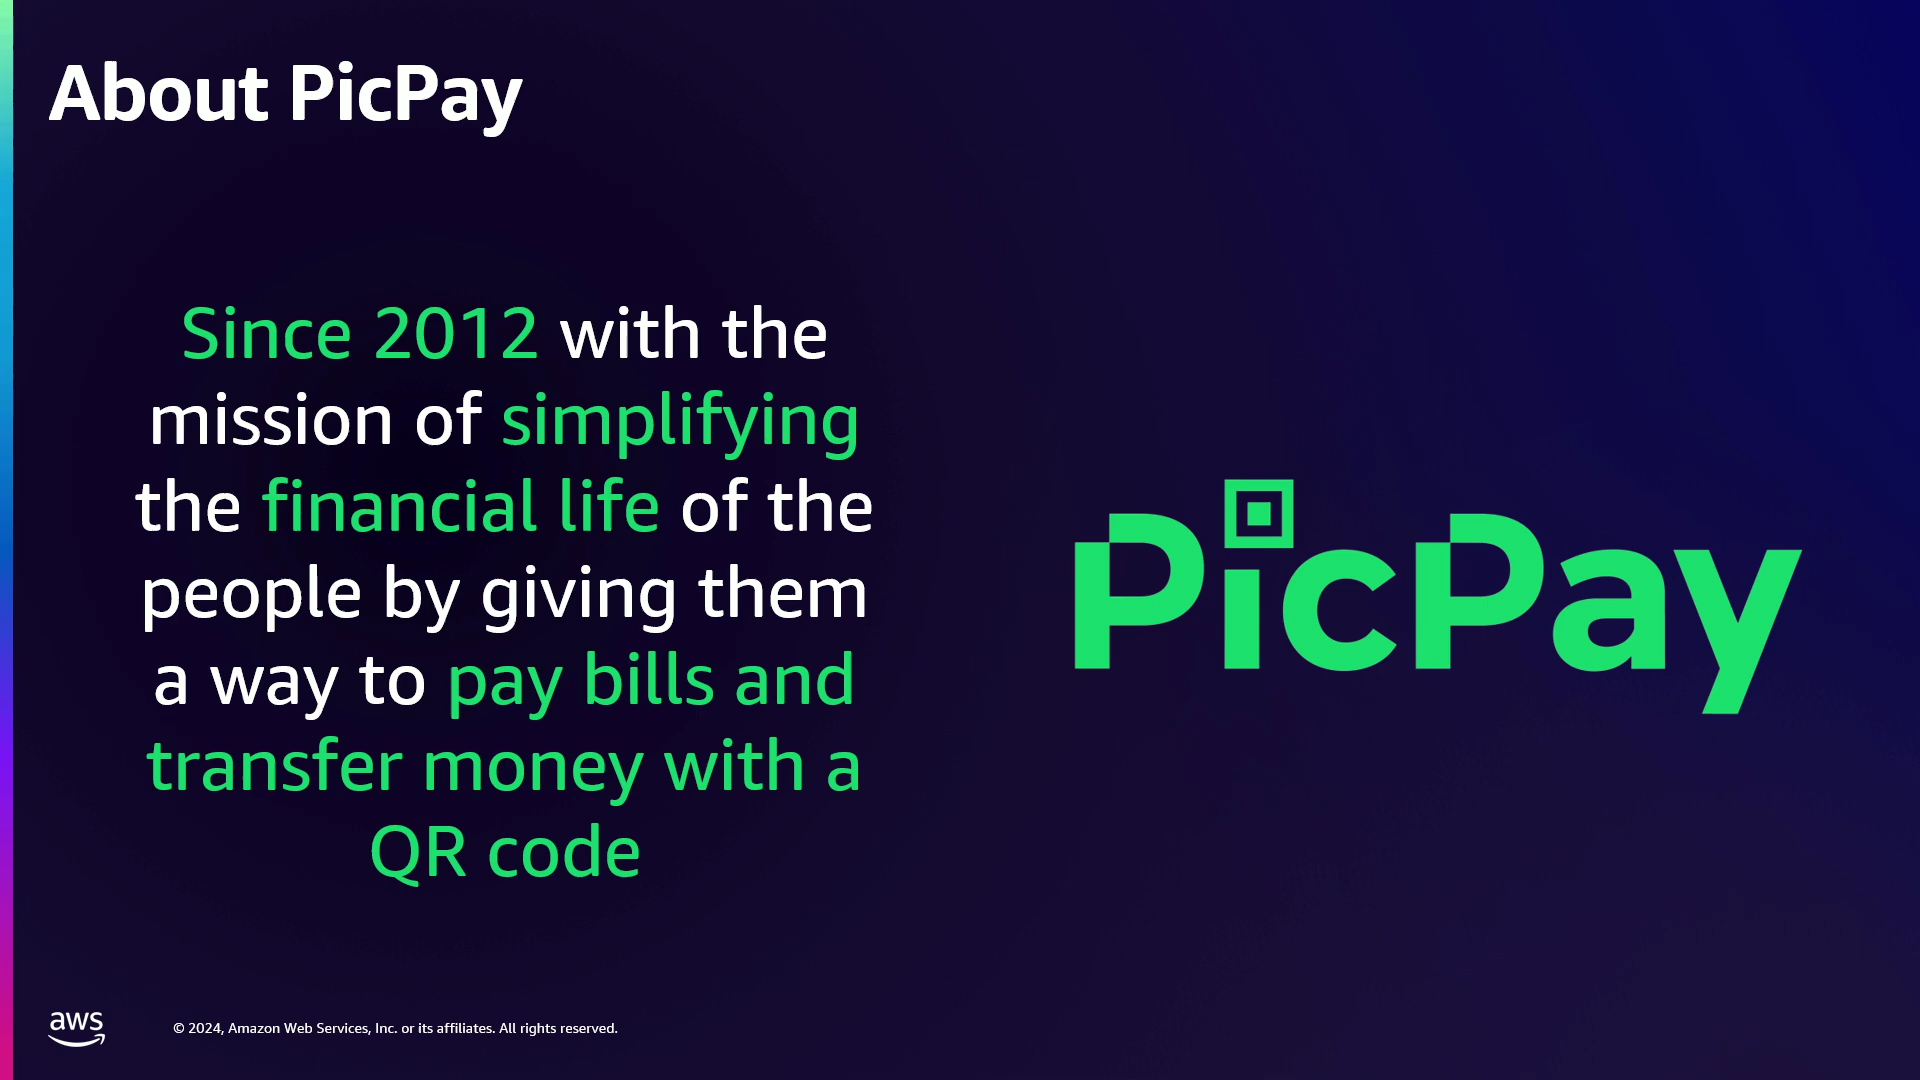 About PicPay
Since 2012 with the
mission of simplifying
the financial life of the
people by giving them
a way to pay bills and
transfer money with a
QR code
PicPay
aws
© 2024, Amazon Web Services, Inc. or its affiliates. All rights reserved.